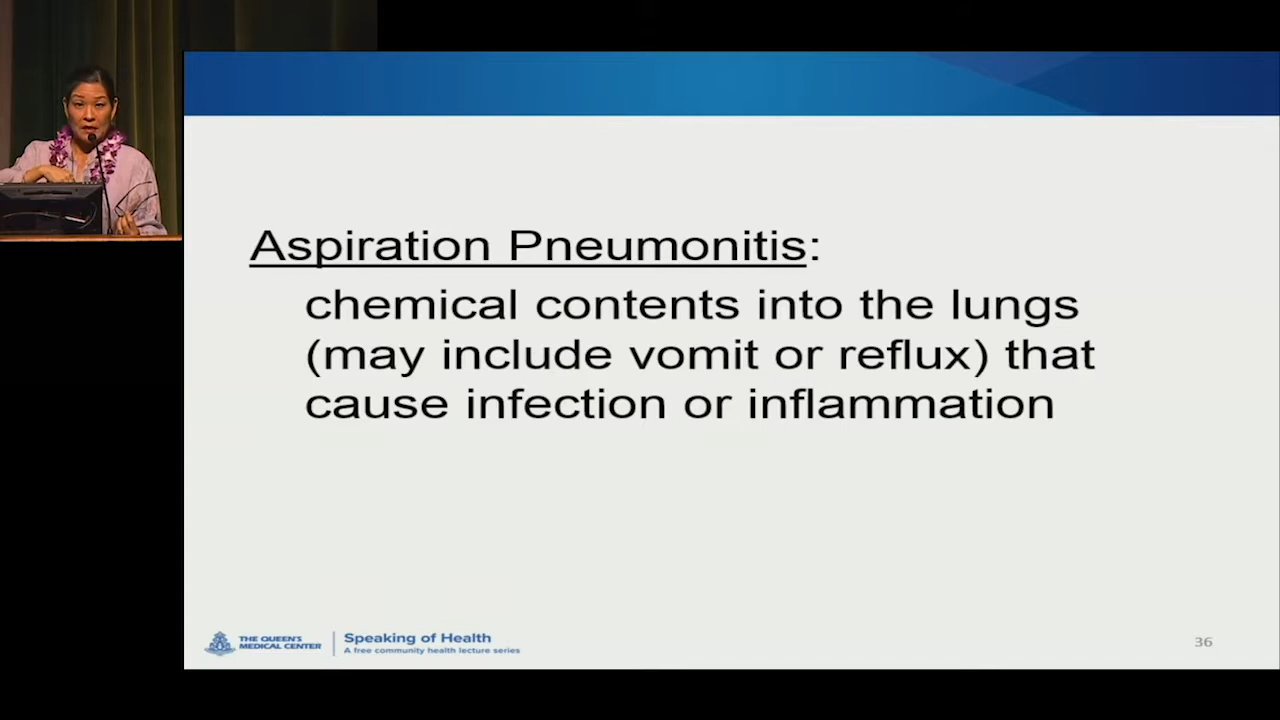 Aspiration Pneumonitis:
chemical contents into the lungs
(may include vomit or reflux) that
cause infection or inflammation
THE QUEEN'S
MEDICAL CENTER
Speaking of Health
A free community health lecture series
36